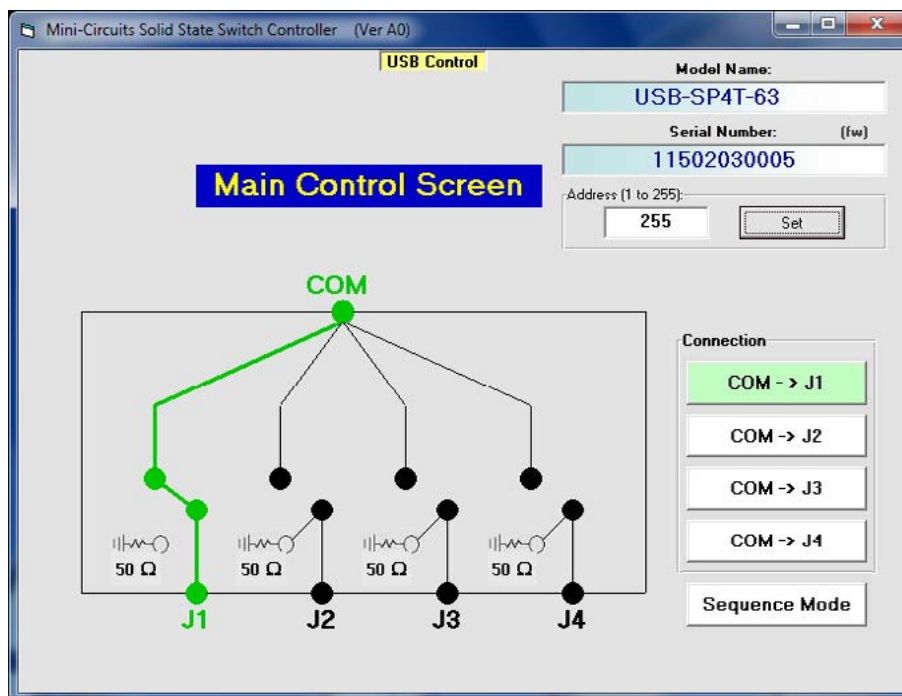 Mini-Circuits Solid State Switch Controller (Ver A0)
USB Control
Model Name:
USB-SP4T-63
Serial Number: (fw)
11502030005
Main Control Screen
Address (1 to 255):
255 Set
COM
Connection
COM - > J1
COM -> J2
COM -> J3
COM -> J4
50 Ω 50 Ω 50 Ω 50 Ω
Sequence Mode
J1 J2 J3 J4